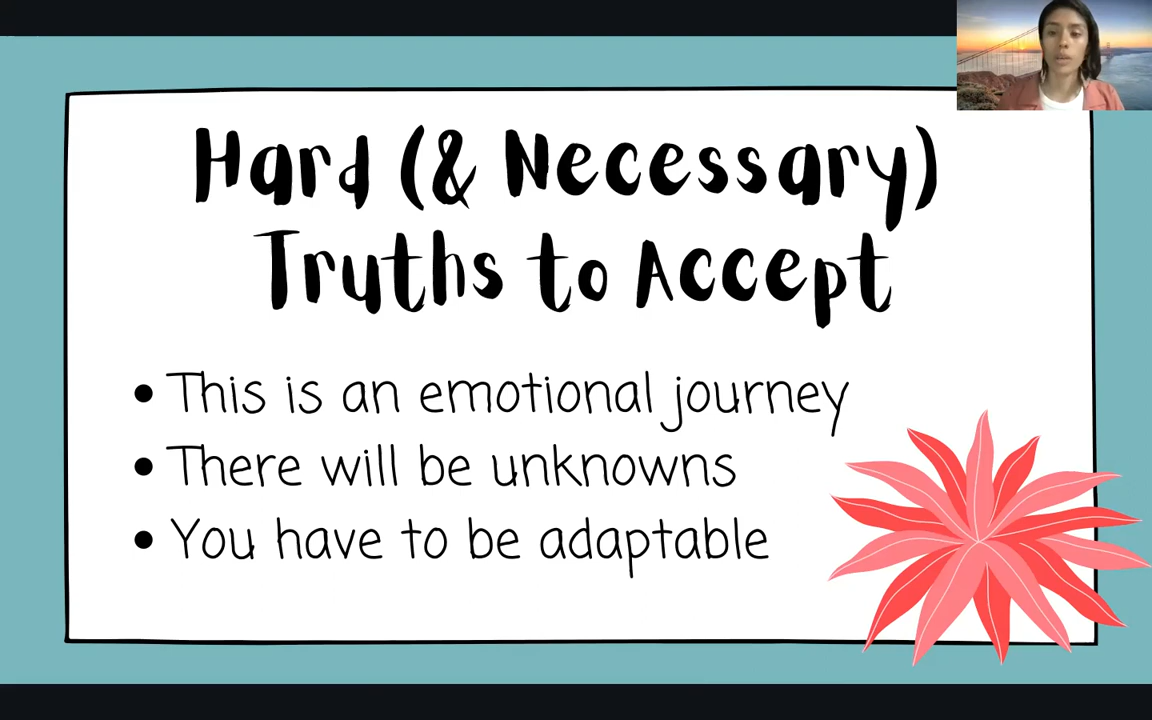 Hard (& Necessary)
Truths to Accept
• This is an emotional journey
• There will be unknowns
• You have to be adaptable